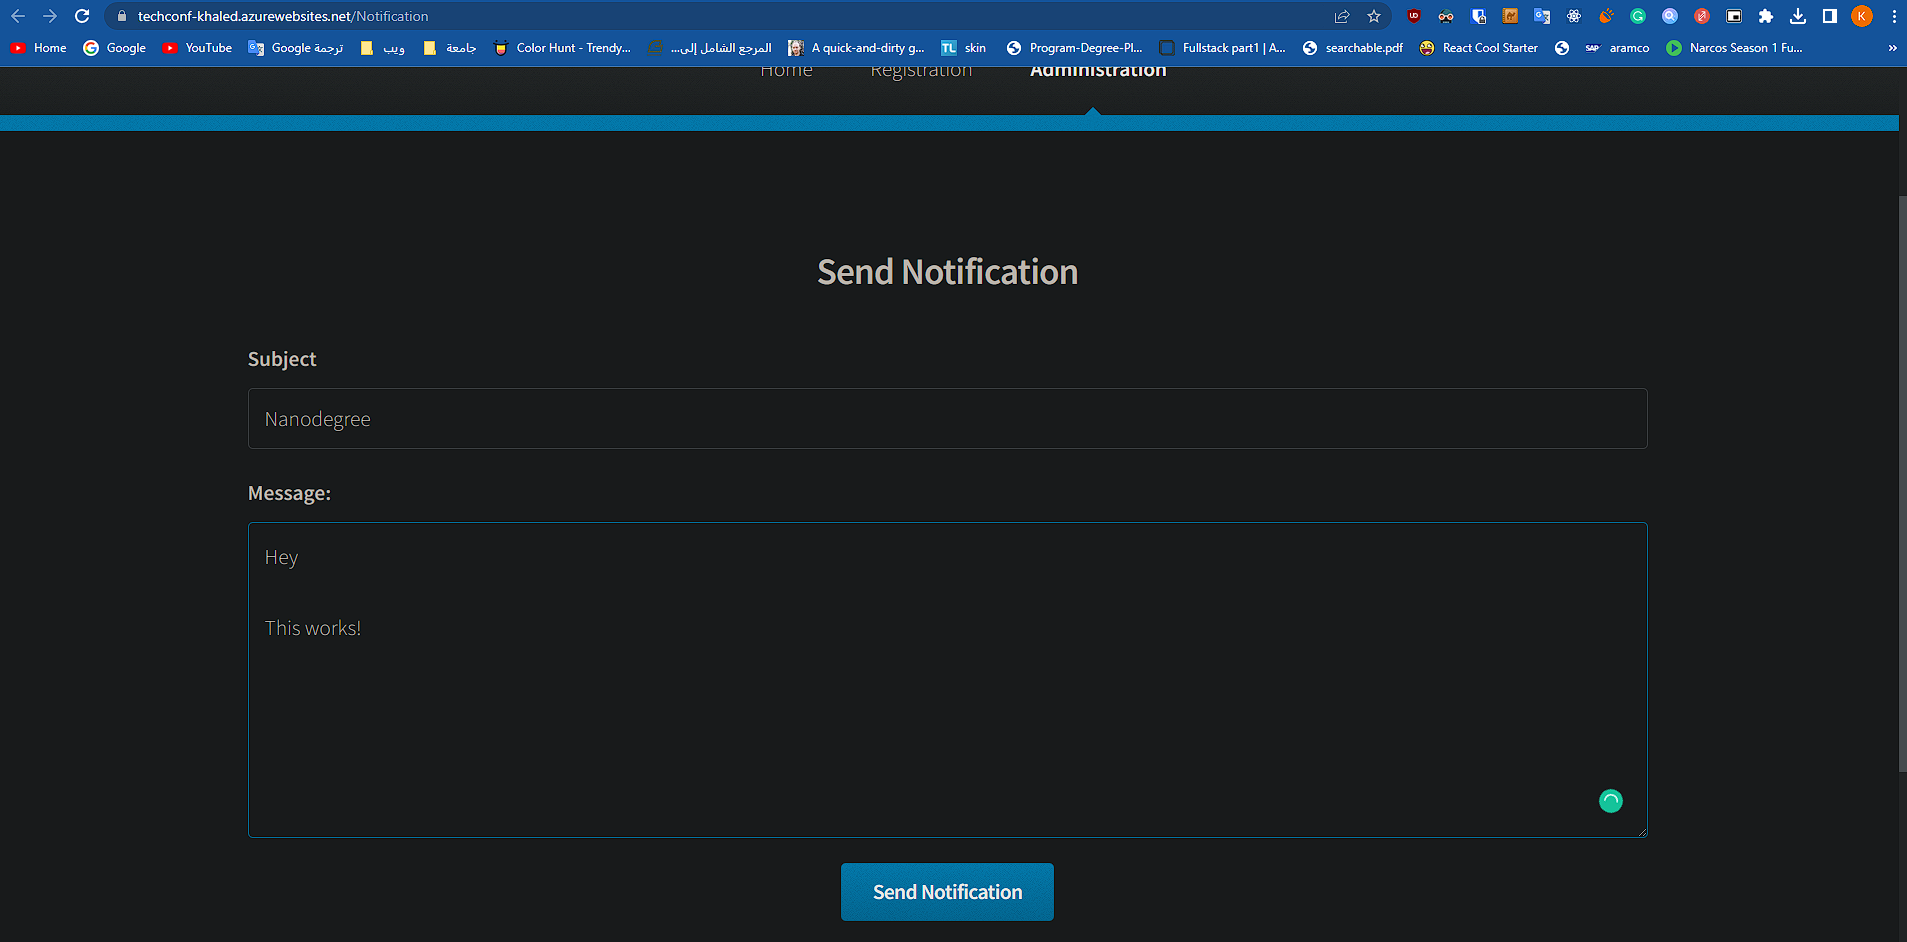 techconf-khaled.azurewebsites.net/Notification
Home Google YouTube ترجمة Google ويب جامعة Color Hunt - Trendy... المرجع الشامل إلى... A quick-and-dirty g... TL skin Program-Degree-Pl... Fullstack part1 | A... searchable.pdf React Cool Starter SAP aramco Narcos Season 1 Fu... »
Home Registration Administration
Send Notification
Subject
Nanodegree
Message:
Hey
This works!
Send Notification